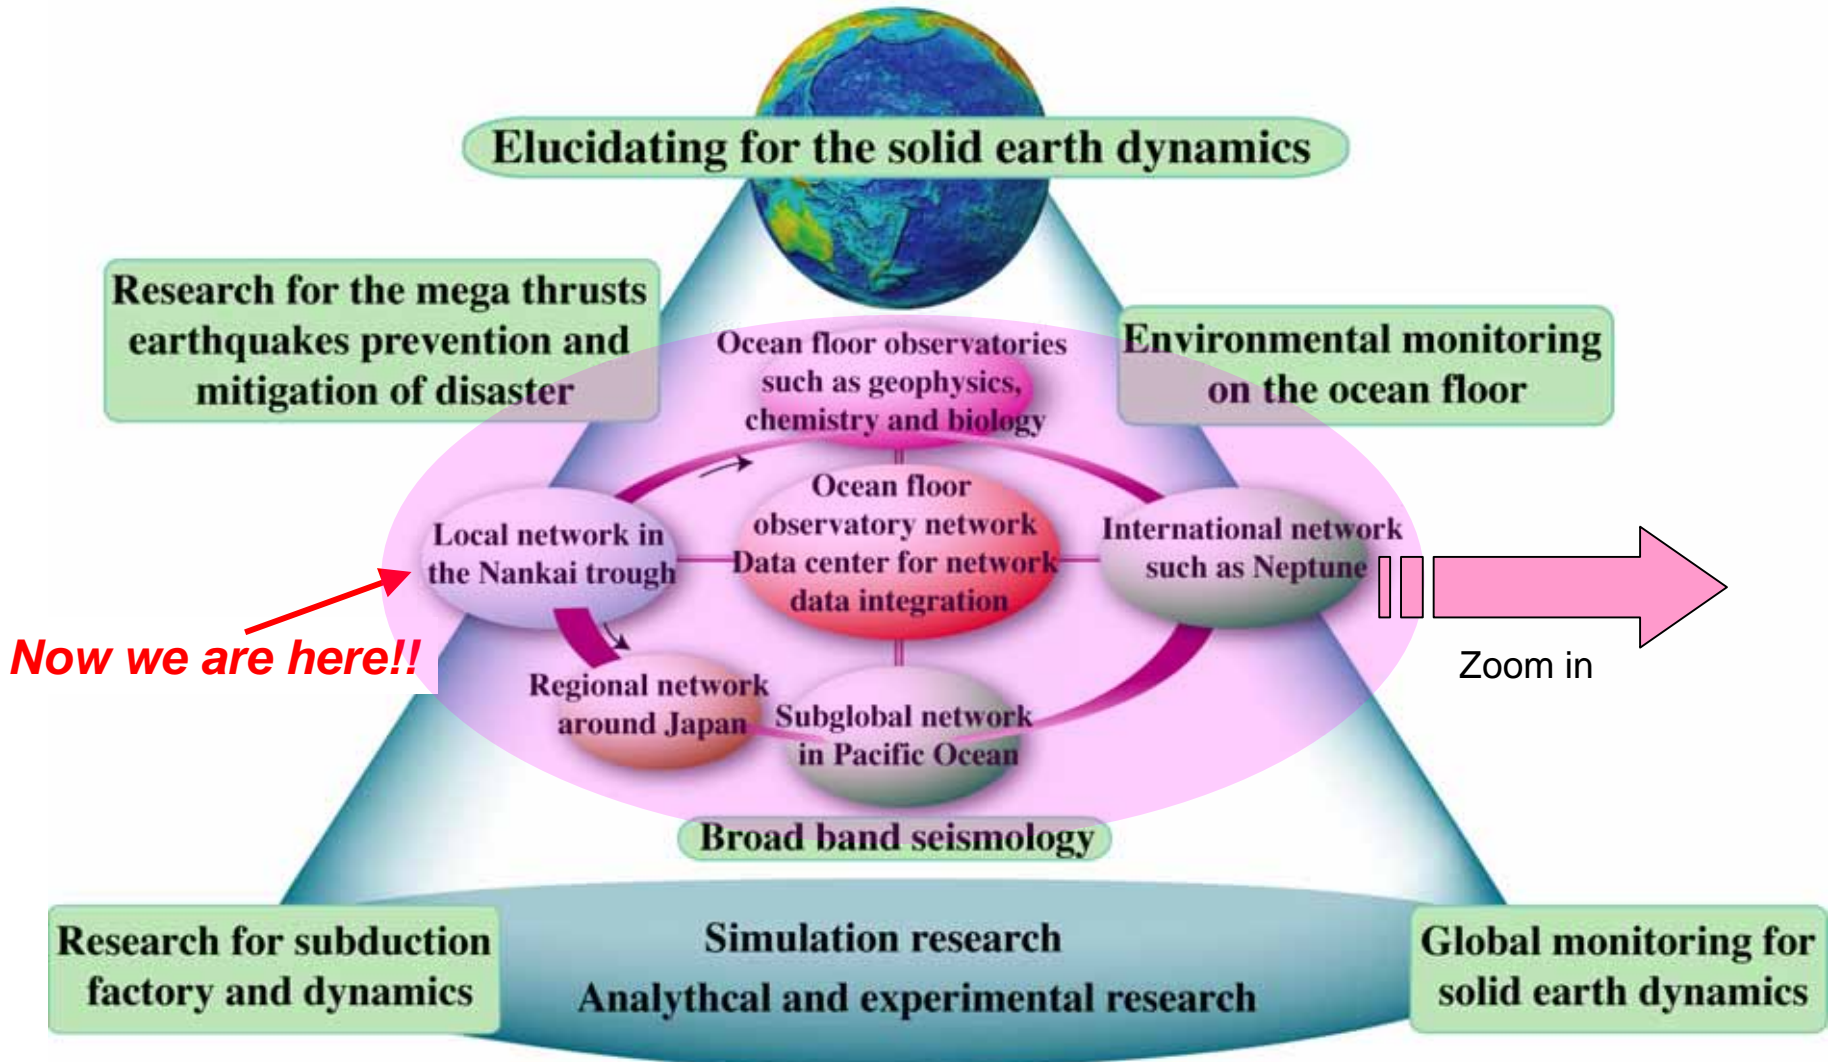 Elucidating for the solid earth dynamics
Research for the mega thrusts
earthquakes prevention and
mitigation of disaster
Environmental monitoring
on the ocean floor
Ocean floor observatories
such as geophysics,
chemistry and biology
Ocean floor
observatory network
Data center for network
data integration
Local network in
the Nankai trough
International network
such as Neptune
Now we are here!!
Zoom in
Regional network
around Japan
Subglobal network
in Pacific Ocean
Broad band seismology
Research for subduction
factory and dynamics
Simulation research
Analythcal and experimental research
Global monitoring for
solid earth dynamics